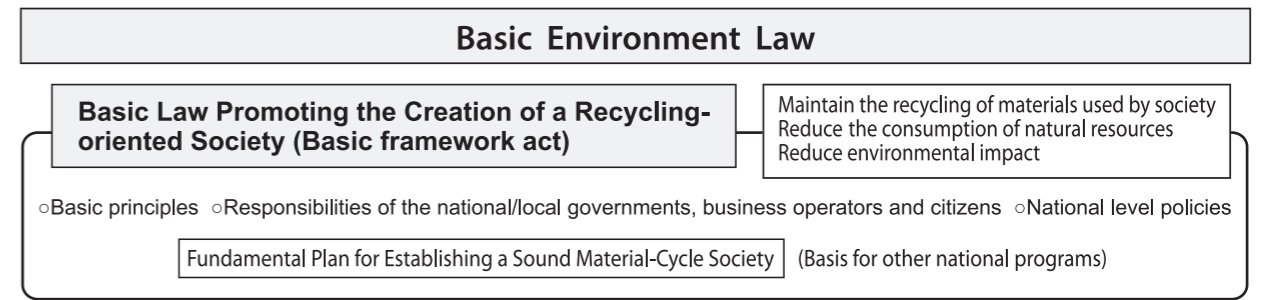 Basic Environment Law
Basic Law Promoting the Creation of a Recycling-
oriented Society (Basic framework act)
Maintain the recycling of materials used by society
Reduce the consumption of natural resources
Reduce environmental impact
○Basic principles ○Responsibilities of the national/local governments, business operators and citizens ○National level policies
Fundamental Plan for Establishing a Sound Material-Cycle Society (Basis for other national programs)